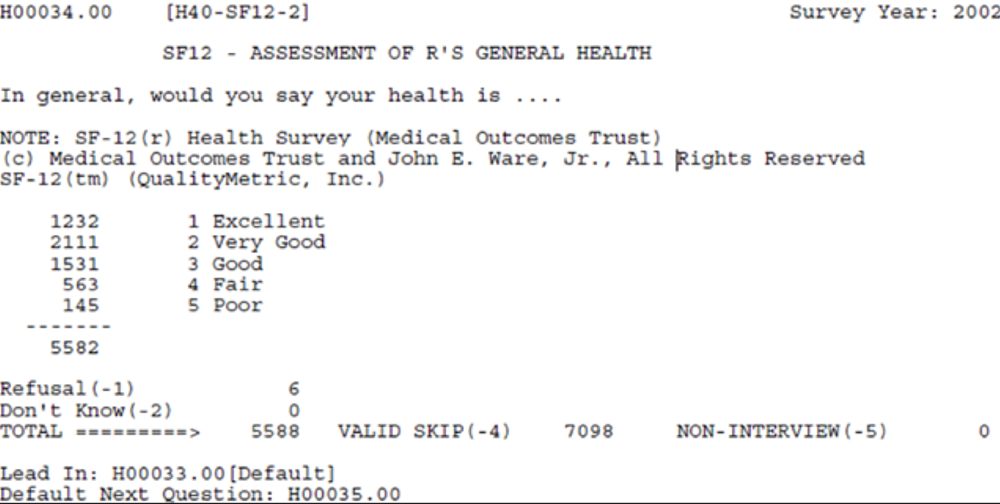 H00034.00 [H40-SF12-2] Survey Year: 2002
SF12 - ASSESSMENT OF R'S GENERAL HEALTH
In general, would you say your health is ....
NOTE: SF-12(r) Health Survey (Medical Outcomes Trust)
(c) Medical Outcomes Trust and John E. Ware, Jr., All Rights Reserved
SF-12(tm) (QualityMetric, Inc.)
1232 1 Excellent
2111 2 Very Good
1531 3 Good
563 4 Fair
145 5 Poor
-------
5582
Refusal(-1) 6
Don't Know(-2) 0
TOTAL =========> 5588 VALID SKIP(-4) 7098 NON-INTERVIEW(-5) 0
Lead In: H00033.00[Default]
Default Next Question: H00035.00